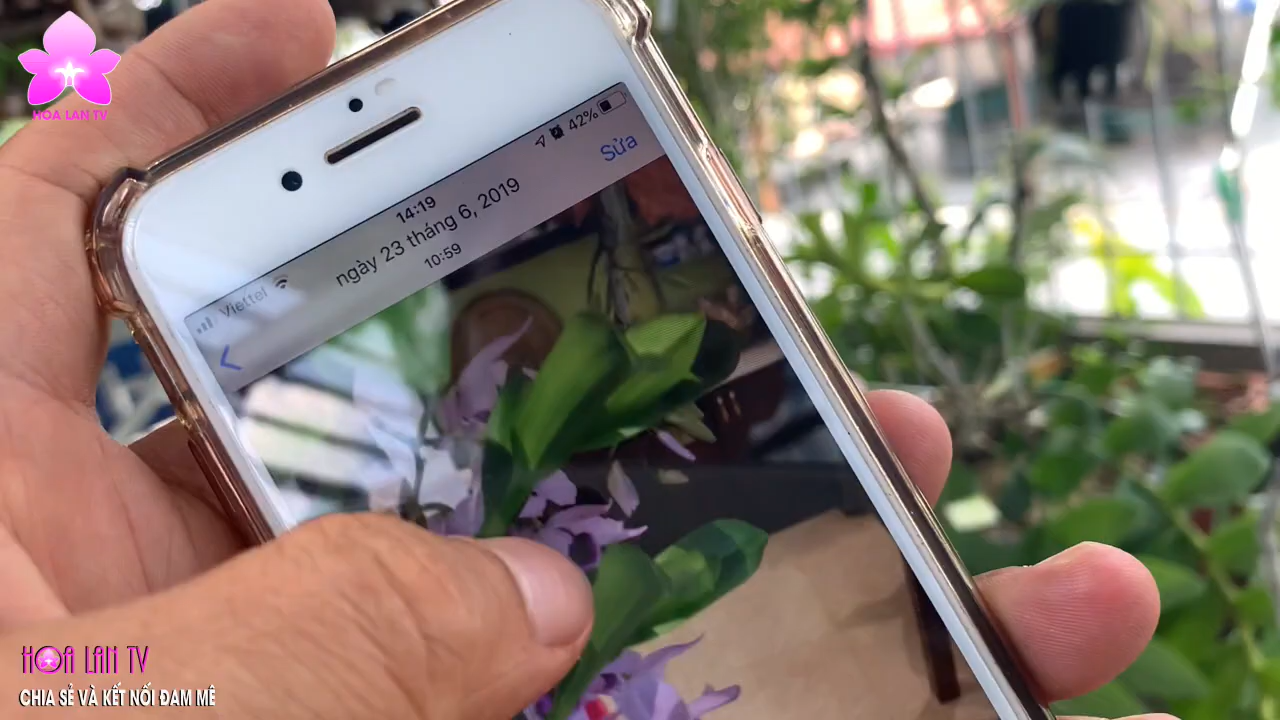 HOA LAN TV
Viettel 14:19 42%
ngày 23 tháng 6, 2019
10:59
Sửa
HOA LAN TV
CHIA SẺ VÀ KẾT NỐI ĐAM MÊ